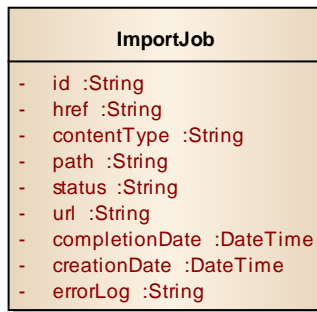 ImportJob
- id :String
- href :String
- contentType :String
- path :String
- status :String
- url :String
- completionDate :DateTime
- creationDate :DateTime
- errorLog :String